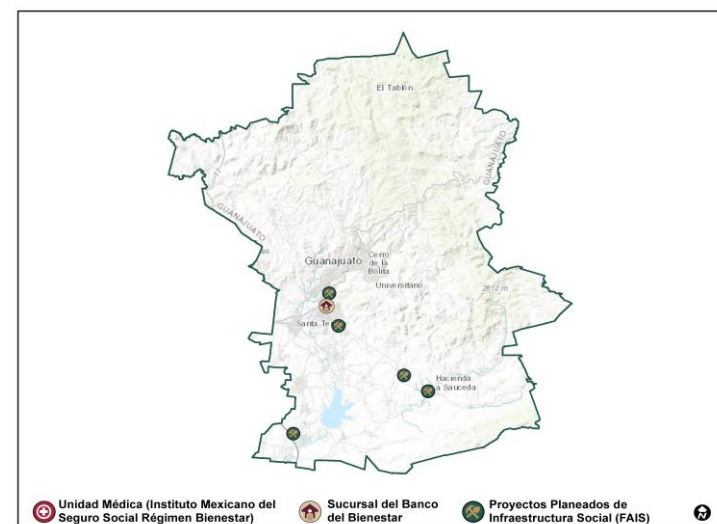 El Tablón
GUANAJUATO
GUANAJUATO
Guanajuato
Cerro
de la
Bolita
Universitario
2812 m
Santa Te
Hacienda
a Sauceda
Unidad Médica (Instituto Mexicano del
Seguro Social Régimen Bienestar)
Sucursal del Banco
del Bienestar
Proyectos Planeados de
Infraestructura Social (FAIS)